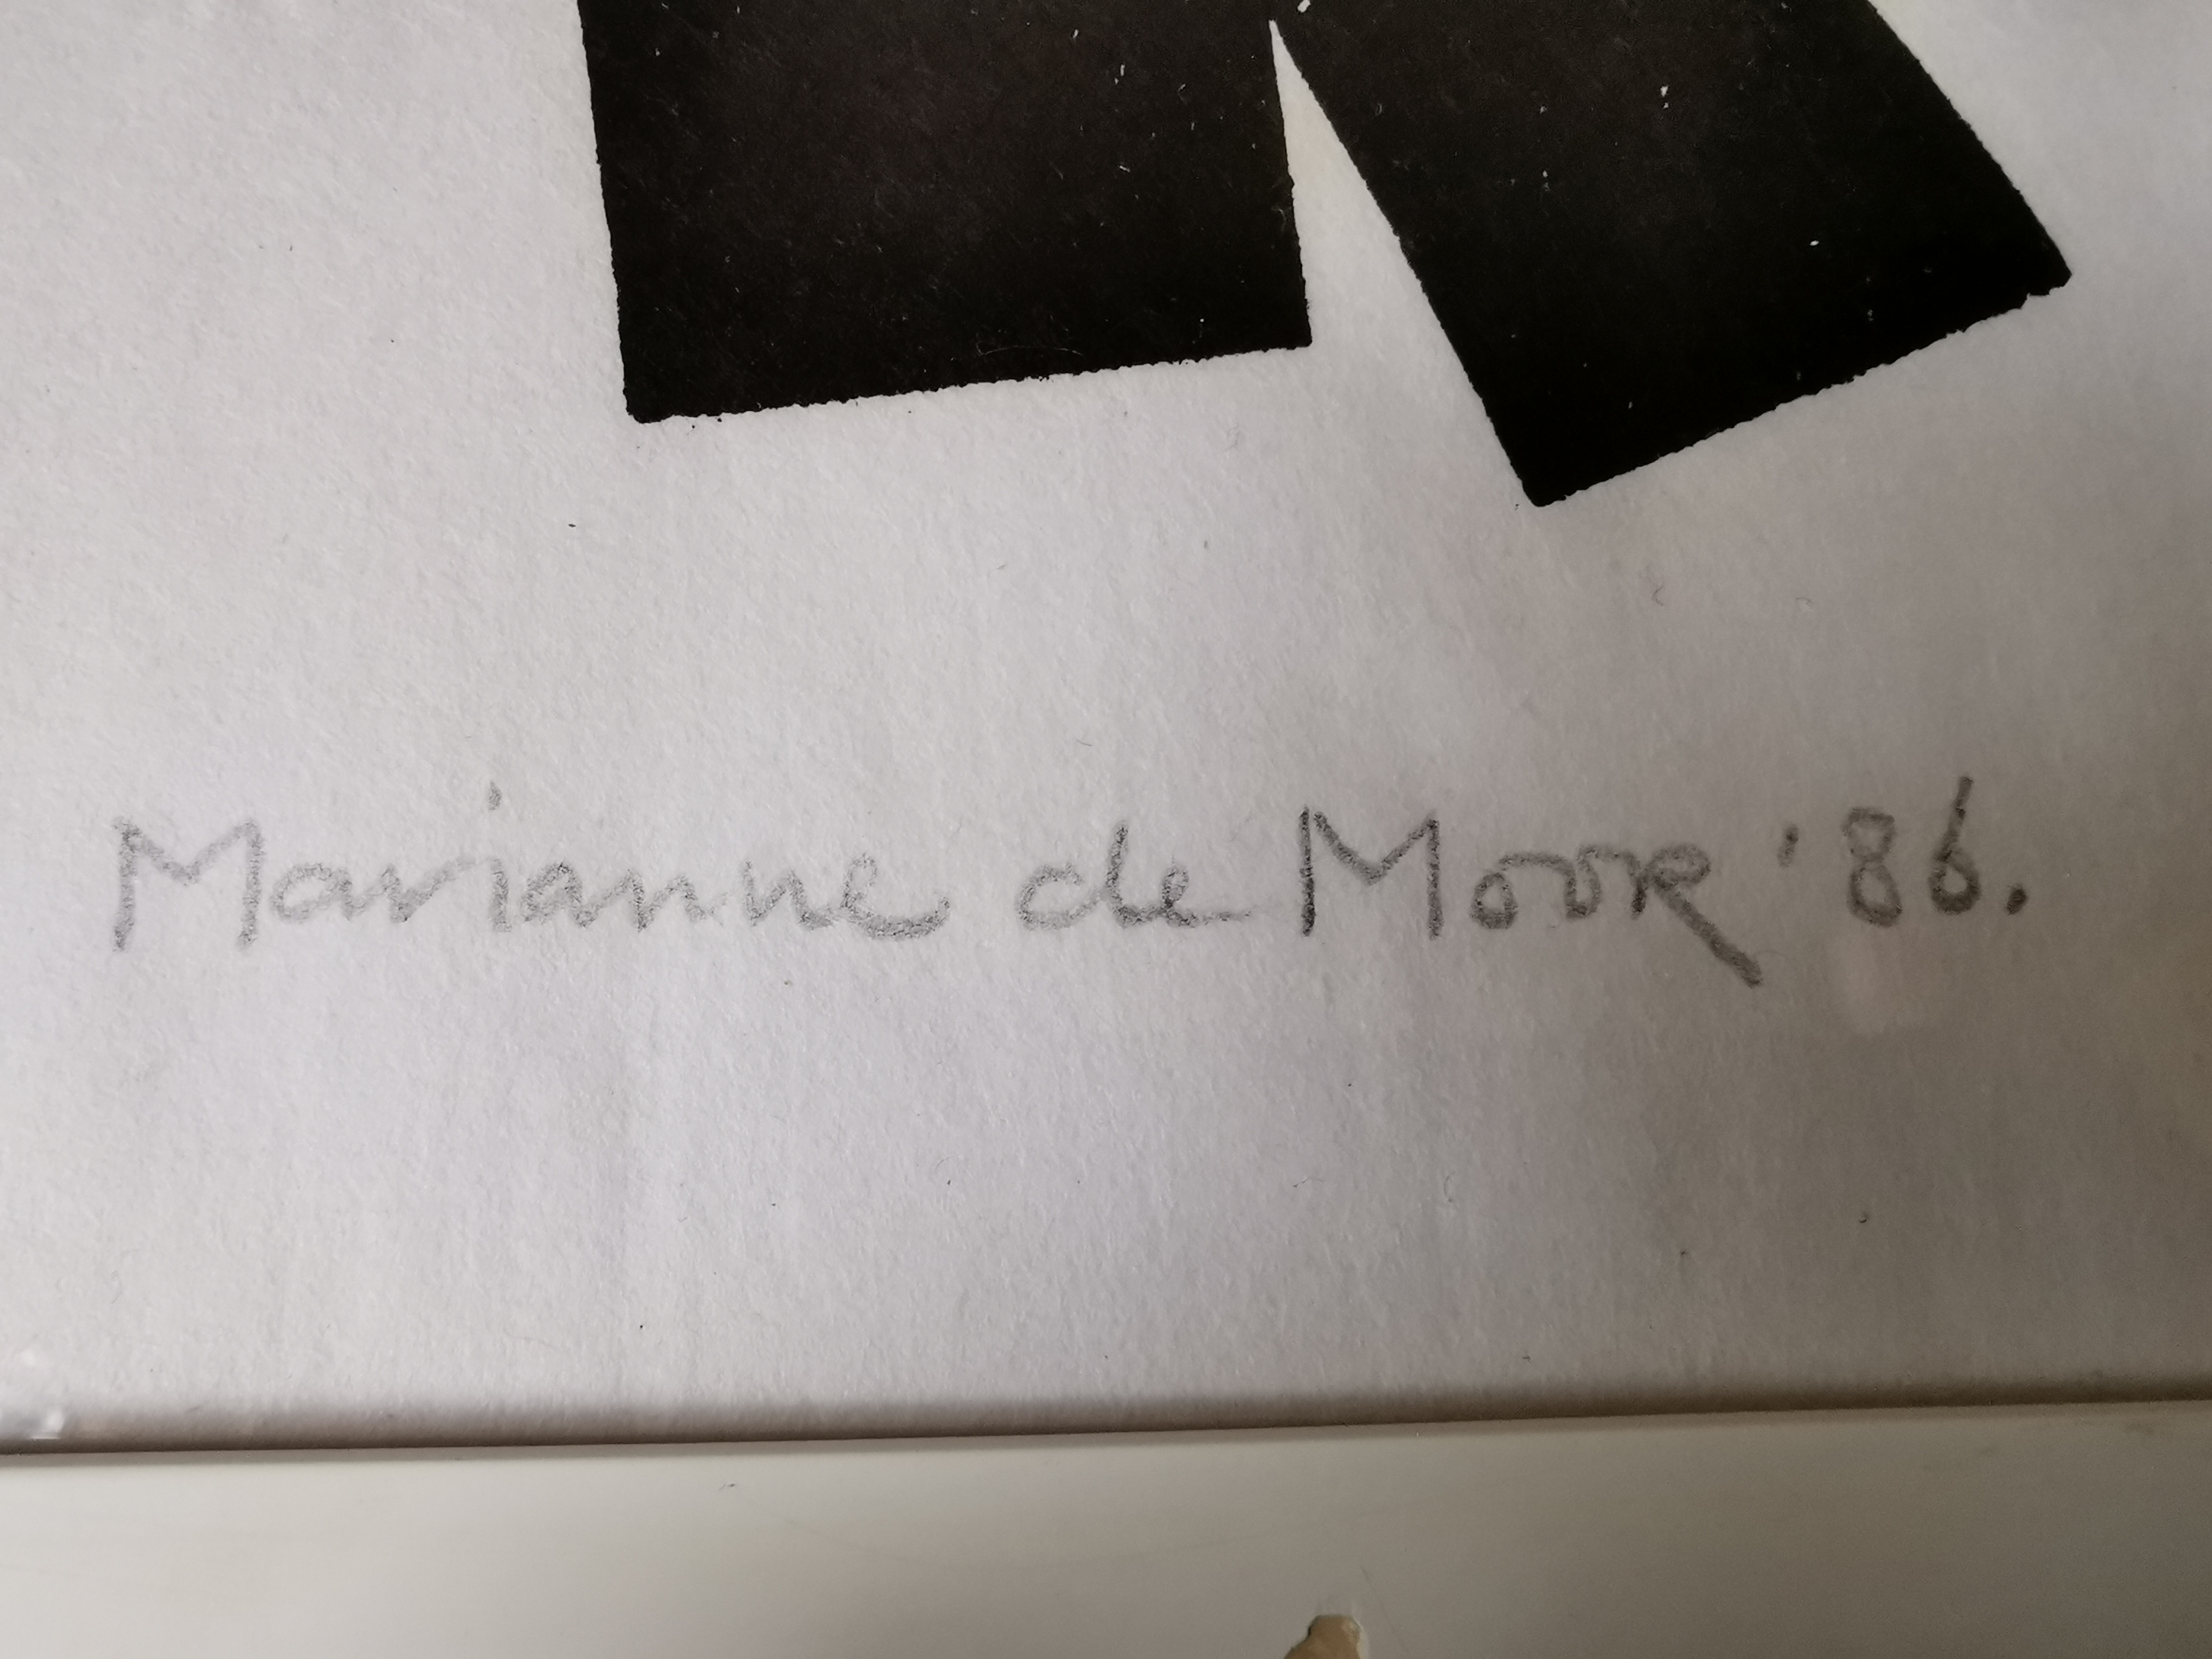 Marianne de Moor '86.